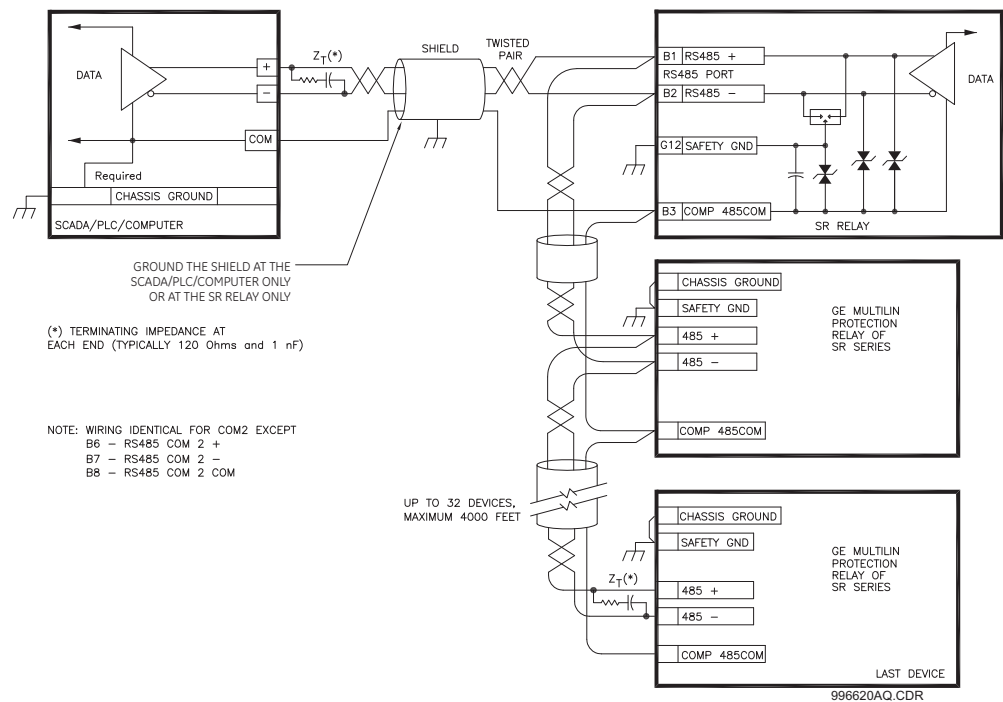 DATA
+
−
COM
Required
CHASSIS GROUND
SCADA/PLC/COMPUTER
ZT(*)
SHIELD
TWISTED
PAIR
B1 RS485 +
RS485 PORT
B2 RS485 −
G12 SAFETY GND
B3 COMP 485COM
SR RELAY
DATA
GROUND THE SHIELD AT THE
SCADA/PLC/COMPUTER ONLY
OR AT THE SR RELAY ONLY
(*) TERMINATING IMPEDANCE AT
EACH END (TYPICALLY 120 Ohms and 1 nF)
NOTE: WIRING IDENTICAL FOR COM2 EXCEPT
B6 − RS485 COM 2 +
B7 − RS485 COM 2 −
B8 − RS485 COM 2 COM
CHASSIS GROUND
SAFETY GND
485 +
485 −
COMP 485COM
GE MULTILIN
PROTECTION
RELAY OF
SR SERIES
UP TO 32 DEVICES,
MAXIMUM 4000 FEET
ZT(*)
CHASSIS GROUND
SAFETY GND
485 +
485 −
COMP 485COM
GE MULTILIN
PROTECTION
RELAY OF
SR SERIES
LAST DEVICE
996620AQ.CDR